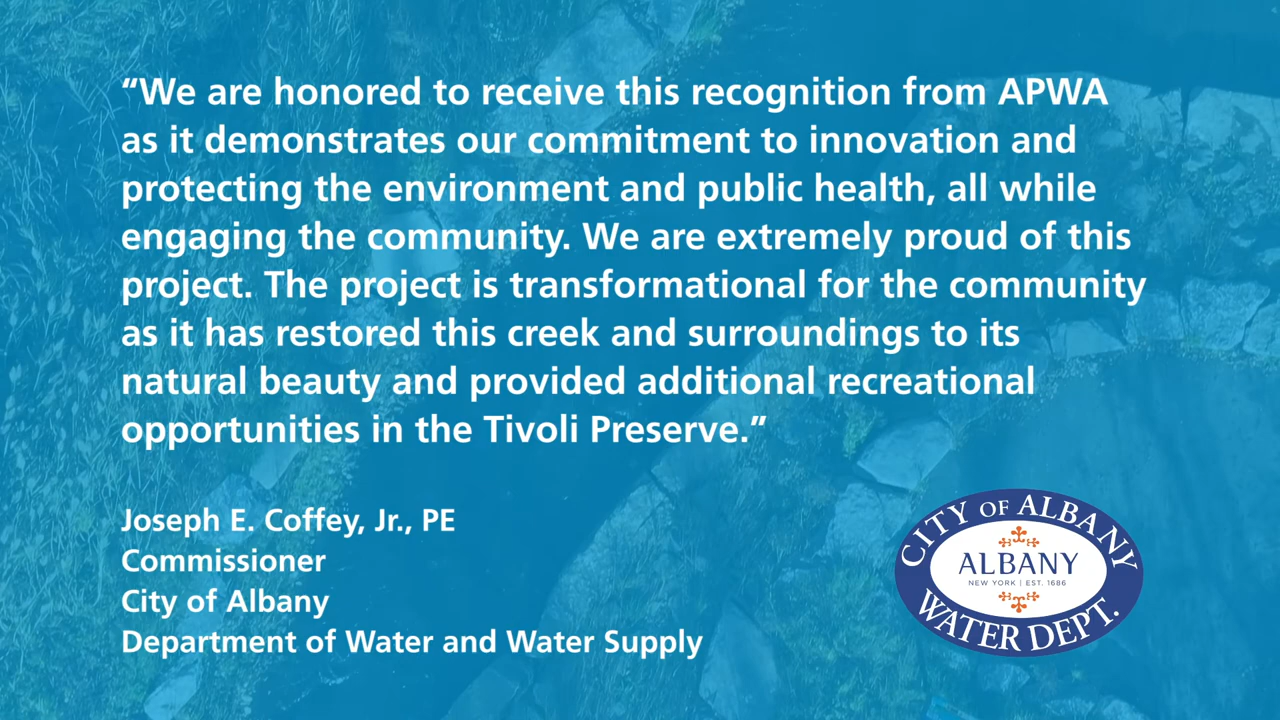 “We are honored to receive this recognition from APWA
as it demonstrates our commitment to innovation and
protecting the environment and public health, all while
engaging the community. We are extremely proud of this
project. The project is transformational for the community
as it has restored this creek and surroundings to its
natural beauty and provided additional recreational
opportunities in the Tivoli Preserve.”
Joseph E. Coffey, Jr., PE
Commissioner
City of Albany
Department of Water and Water Supply
CITY OF ALBANY
ALBANY
NEW YORK | EST. 1686
WATER DEPT.